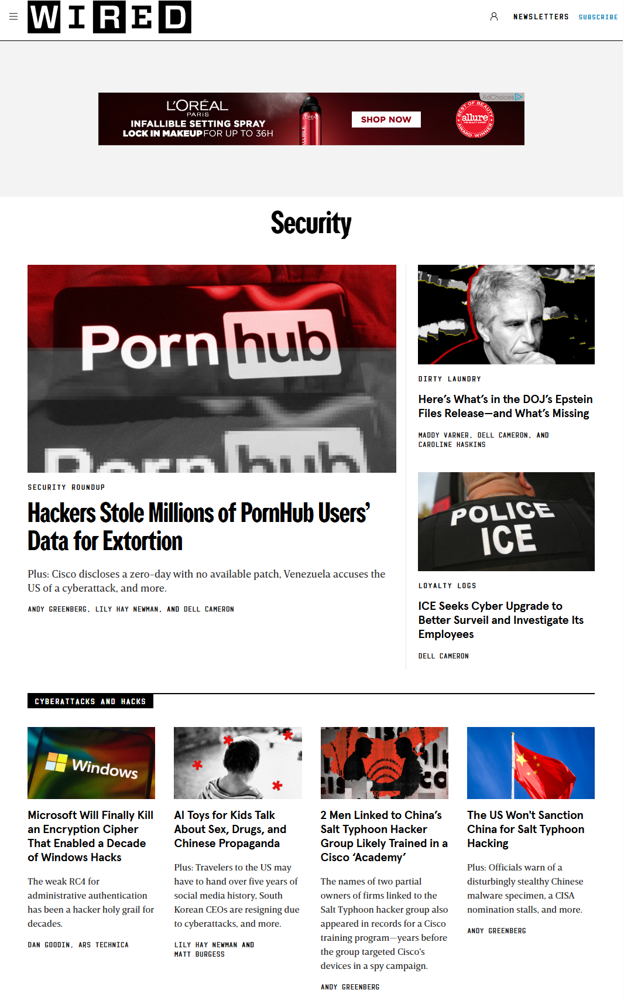 WIRED
NEWSLETTERS
SUBSCRIBE
AdChoices
L'ORÉAL
PARIS
INFALLIBLE SETTING SPRAY
LOCK IN MAKEUP FOR UP TO 36H
SHOP NOW
BEST OF BEAUTY
allure
AWARD WINNER
Security
Pornhub
Pornhub
SECURITY ROUNDUP
Hackers Stole Millions of PornHub Users’
Data for Extortion
Plus: Cisco discloses a zero-day with no available patch, Venezuela accuses the
US of a cyberattack, and more.
ANDY GREENBERG, LILY HAY NEWMAN, AND DELL CAMERON
DIRTY LAUNDRY
Here’s What’s in the DOJ’s Epstein
Files Release—and What’s Missing
MADDY VARNER, DELL CAMERON, AND
CAROLINE HASKINS
POLICE
ICE
LOYALTY LOGS
ICE Seeks Cyber Upgrade to
Better Surveil and Investigate Its
Employees
DELL CAMERON
CYBERATTACKS AND HACKS
Windows
Microsoft Will Finally Kill
an Encryption Cipher
That Enabled a Decade
of Windows Hacks
The weak RC4 for
administrative authentication
has been a hacker holy grail for
decades.
DAN GOODIN, ARS TECHNICA
AI Toys for Kids Talk
About Sex, Drugs, and
Chinese Propaganda
Plus: Travelers to the US may
have to hand over five years of
social media history, South
Korean CEOs are resigning due
to cyberattacks, and more.
LILY HAY NEWMAN AND
MATT BURGESS
2 Men Linked to China’s
Salt Typhoon Hacker
Group Likely Trained in a
Cisco ‘Academy’
The names of two partial
owners of firms linked to the
Salt Typhoon hacker group also
appeared in records for a Cisco
training program—years before
the group targeted Cisco’s
devices in a spy campaign.
ANDY GREENBERG
The US Won't Sanction
China for Salt Typhoon
Hacking
Plus: Officials warn of a
disturbingly stealthy Chinese
malware specimen, a CISA
nomination stalls, and more.
ANDY GREENBERG